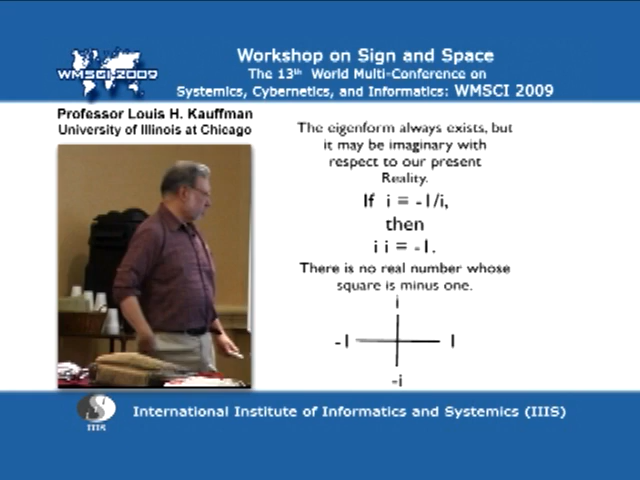 WMSCI 2009
Workshop on Sign and Space
The 13th World Multi-Conference on
Systemics, Cybernetics, and Informatics: WMSCI 2009
Professor Louis H. Kauffman
University of Illinois at Chicago
The eigenform always exists, but
it may be imaginary with
respect to our present
Reality.
If i = -1/i,
then
i i = -1.
There is no real number whose
square is minus one.
i
-1 1
-i
IIIS
International Institute of Informatics and Systemics (IIIS)